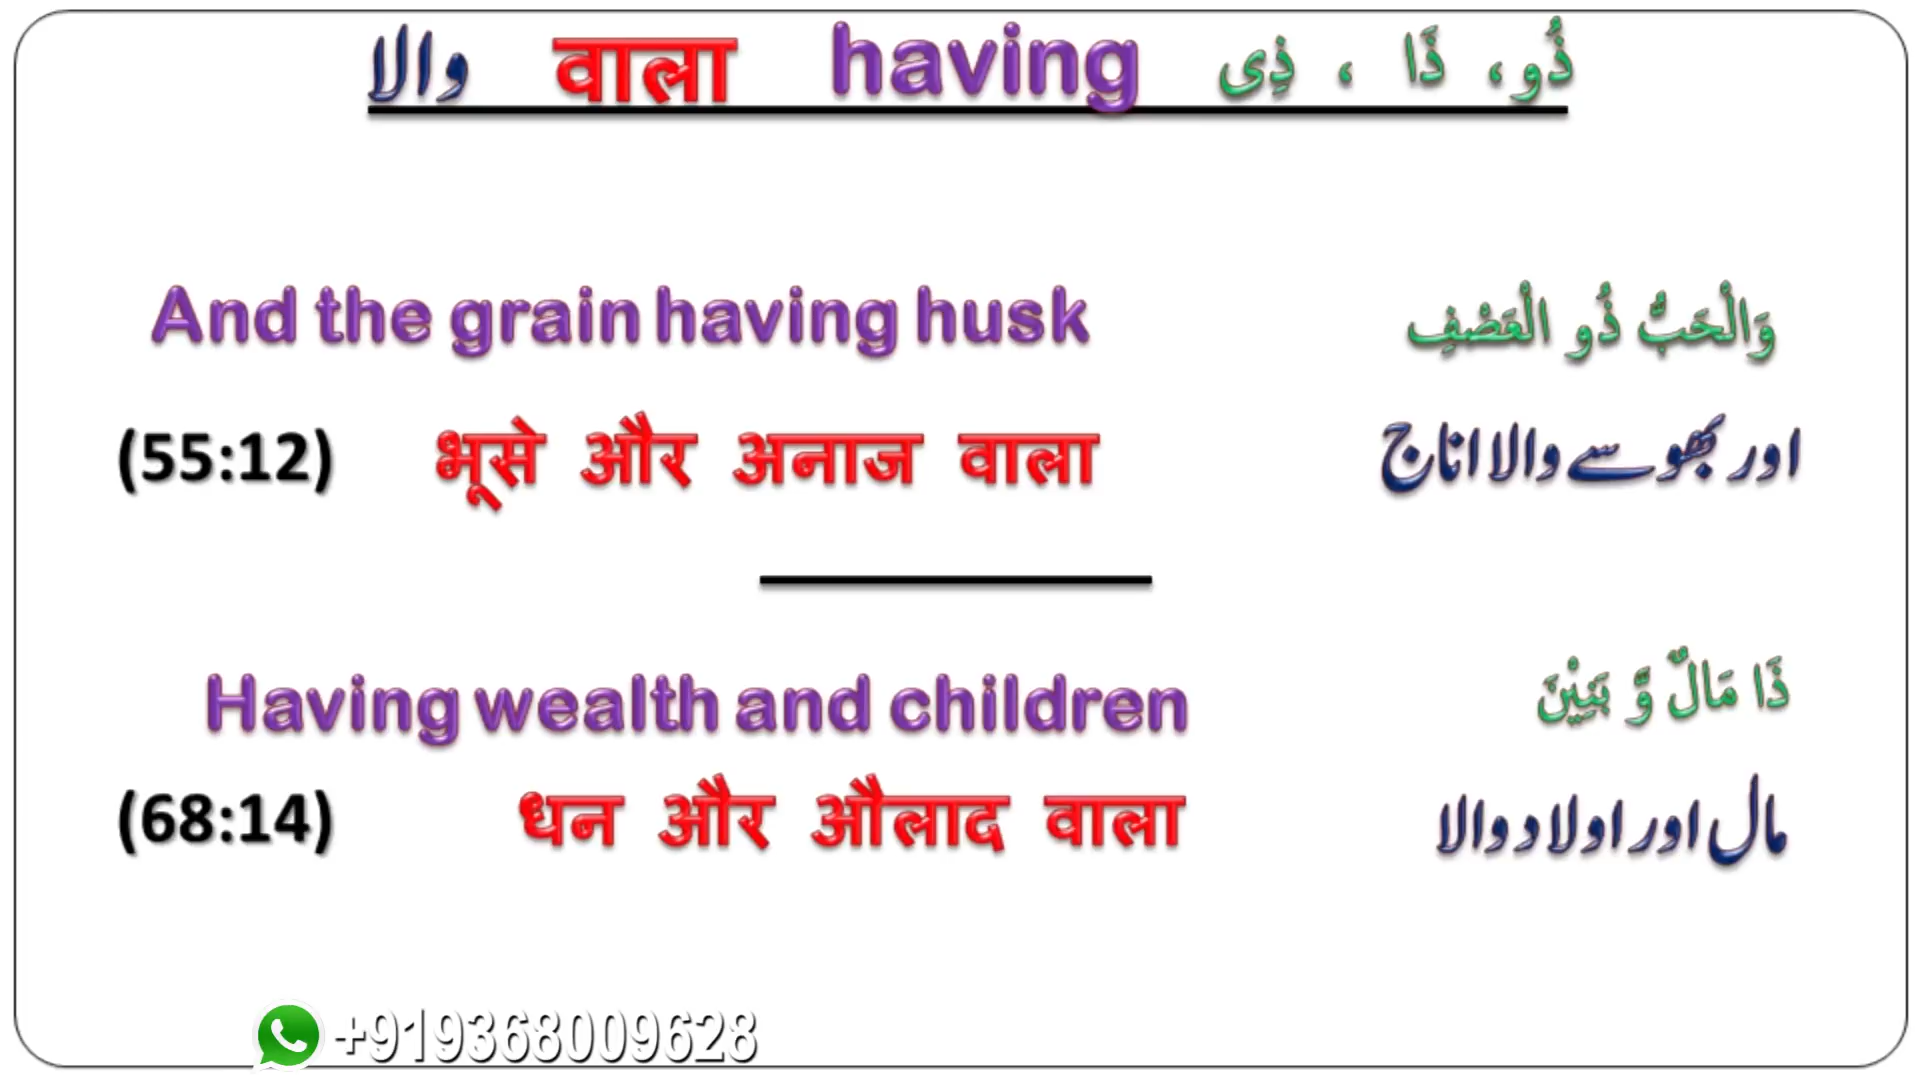 ذُو، ذَا ، ذِی having वाला والا
And the grain having husk وَالْحَبُّ ذُو الْعَصْفِ
(55:12) भूसे और अनाज वाला اور بھوسے والا اناج
Having wealth and children ذَا مَالٌ وَّ بَنِيْنَ
(68:14) धन और औलाद वाला مال اور اولاد والا
+919368009628